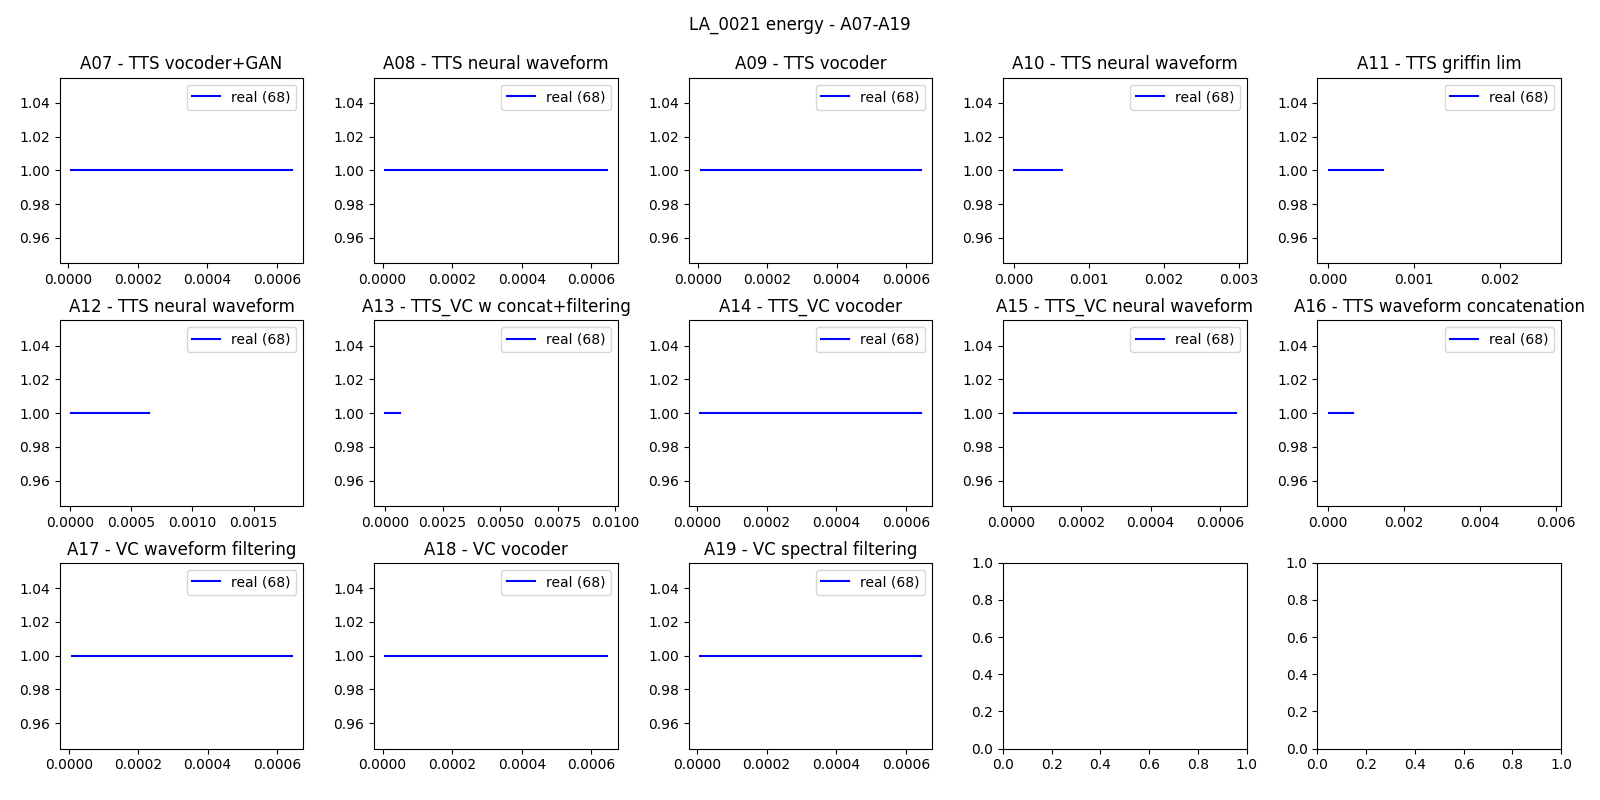 LA_0021 energy - A07-A19
A07 - TTS vocoder+GAN
A08 - TTS neural waveform
A09 - TTS vocoder
A10 - TTS neural waveform
A11 - TTS griffin lim
real (68)
real (68)
real (68)
real (68)
real (68)
1.04 1.02 1.00 0.98 0.96
1.04 1.02 1.00 0.98 0.96
1.04 1.02 1.00 0.98 0.96
1.04 1.02 1.00 0.98 0.96
1.04 1.02 1.00 0.98 0.96
0.0000 0.0002 0.0004 0.0006
0.0000 0.0002 0.0004 0.0006
0.0000 0.0002 0.0004 0.0006
0.000 0.001 0.002 0.003
0.000 0.001 0.002
A12 - TTS neural waveform
A13 - TTS_VC w concat+filtering
A14 - TTS_VC vocoder
A15 - TTS_VC neural waveform
A16 - TTS waveform concatenation
real (68)
real (68)
real (68)
real (68)
real (68)
1.04 1.02 1.00 0.98 0.96
1.04 1.02 1.00 0.98 0.96
1.04 1.02 1.00 0.98 0.96
1.04 1.02 1.00 0.98 0.96
1.04 1.02 1.00 0.98 0.96
0.0000 0.0005 0.0010 0.0015
0.0000 0.0025 0.0050 0.0075 0.0100
0.0000 0.0002 0.0004 0.0006
0.0000 0.0002 0.0004 0.0006
0.000 0.002 0.004 0.006
A17 - VC waveform filtering
A18 - VC vocoder
A19 - VC spectral filtering
real (68)
real (68)
real (68)
1.04 1.02 1.00 0.98 0.96
1.04 1.02 1.00 0.98 0.96
1.04 1.02 1.00 0.98 0.96
1.0 0.8 0.6 0.4 0.2 0.0
1.0 0.8 0.6 0.4 0.2 0.0
0.0000 0.0002 0.0004 0.0006
0.0000 0.0002 0.0004 0.0006
0.0000 0.0002 0.0004 0.0006
0.0 0.2 0.4 0.6 0.8 1.0
0.0 0.2 0.4 0.6 0.8 1.0